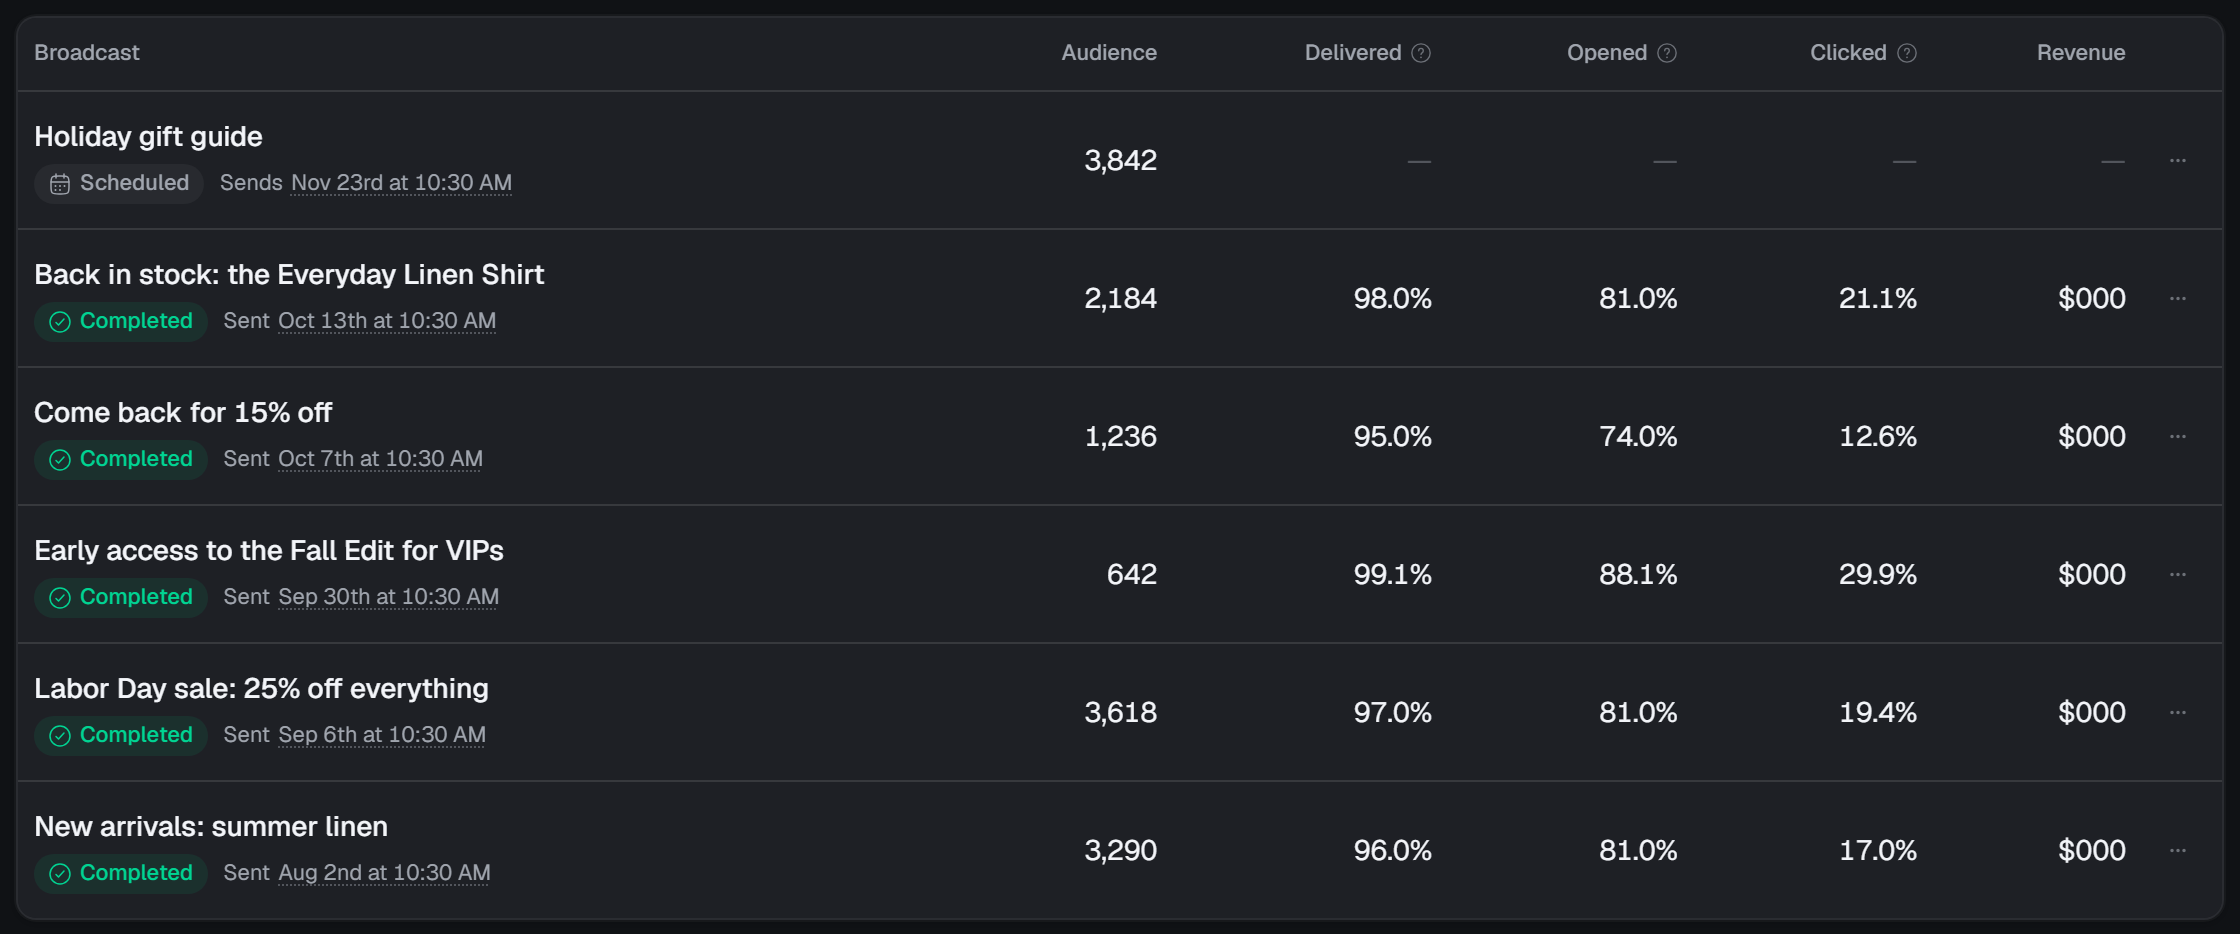 Broadcast Audience Delivered Opened Clicked Revenue
Holiday gift guide
Scheduled Sends Nov 23rd at 10:30 AM
3,842 — — — — ...
Back in stock: the Everyday Linen Shirt
Completed Sent Oct 13th at 10:30 AM
2,184 98.0% 81.0% 21.1% $000 ...
Come back for 15% off
Completed Sent Oct 7th at 10:30 AM
1,236 95.0% 74.0% 12.6% $000 ...
Early access to the Fall Edit for VIPs
Completed Sent Sep 30th at 10:30 AM
642 99.1% 88.1% 29.9% $000 ...
Labor Day sale: 25% off everything
Completed Sent Sep 6th at 10:30 AM
3,618 97.0% 81.0% 19.4% $000 ...
New arrivals: summer linen
Completed Sent Aug 2nd at 10:30 AM
3,290 96.0% 81.0% 17.0% $000 ...